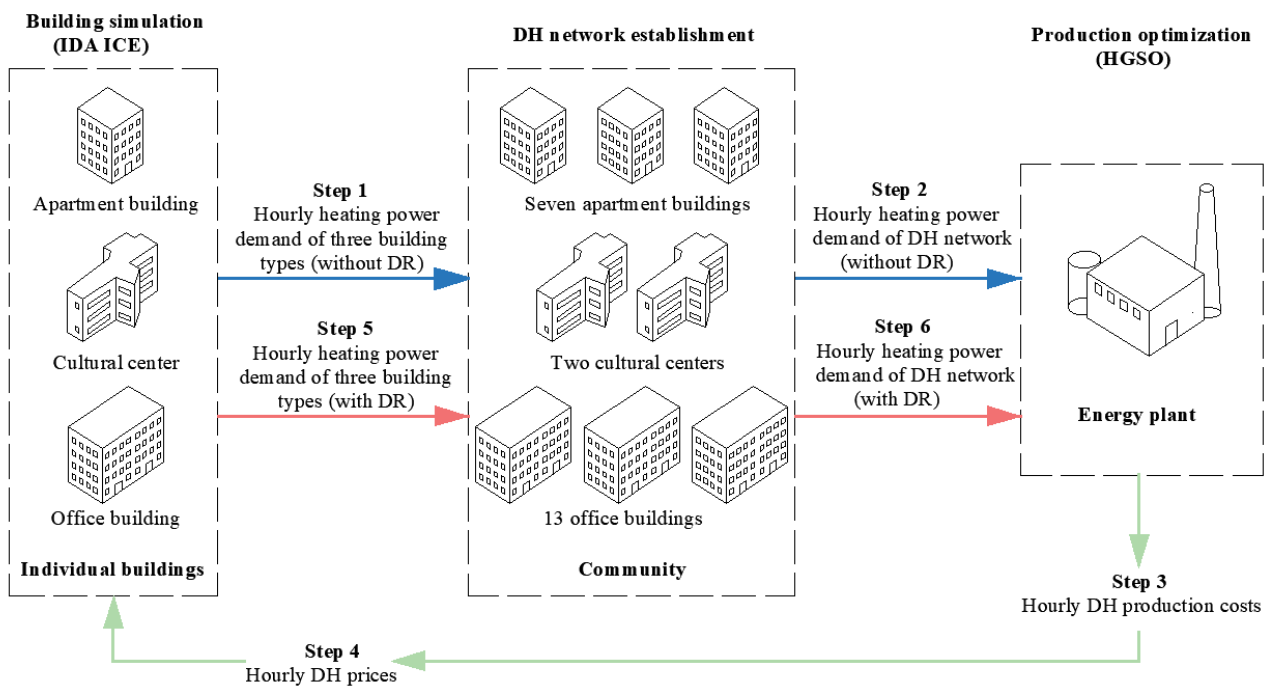 Building simulation
(IDA ICE)
DH network establishment
Production optimization
(HGSO)
Apartment building
Cultural center
Office building
Individual buildings
Step 1
Hourly heating power
demand of three building
types (without DR)
Step 5
Hourly heating power
demand of three building
types (with DR)
Seven apartment buildings
Two cultural centers
13 office buildings
Community
Step 2
Hourly heating power
demand of DH network
(without DR)
Step 6
Hourly heating power
demand of DH network
(with DR)
Energy plant
Step 3
Hourly DH production costs
Step 4
Hourly DH prices